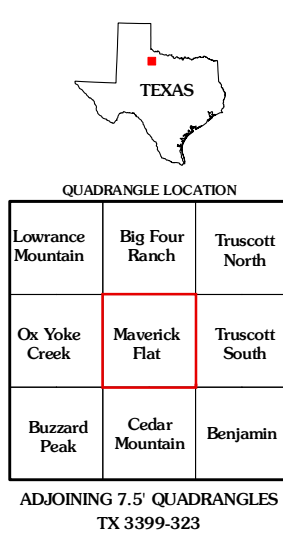 TEXAS
QUADRANGLE LOCATION
Lowrance
Mountain
Big Four
Ranch
Truscott
North
Ox Yoke
Creek
Maverick
Flat
Truscott
South
Buzzard
Peak
Cedar
Mountain
Benjamin
ADJOINING 7.5' QUADRANGLES
TX 3399-323